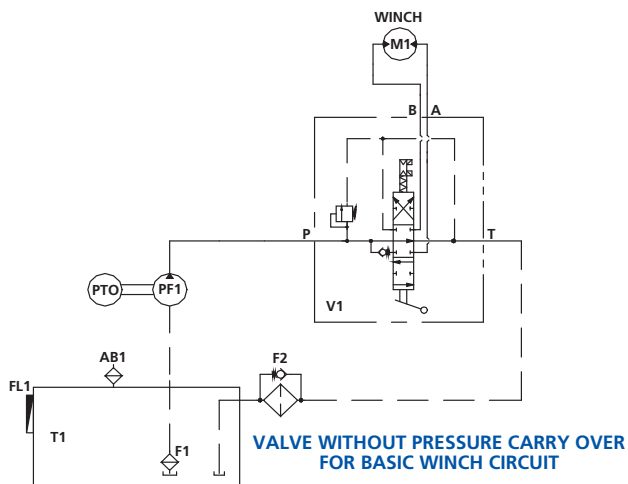 WINCH
M1
B A
P
T
PTO
PF1
V1
AB1
F2
FL1
T1
F1
VALVE WITHOUT PRESSURE CARRY OVER
FOR BASIC WINCH CIRCUIT